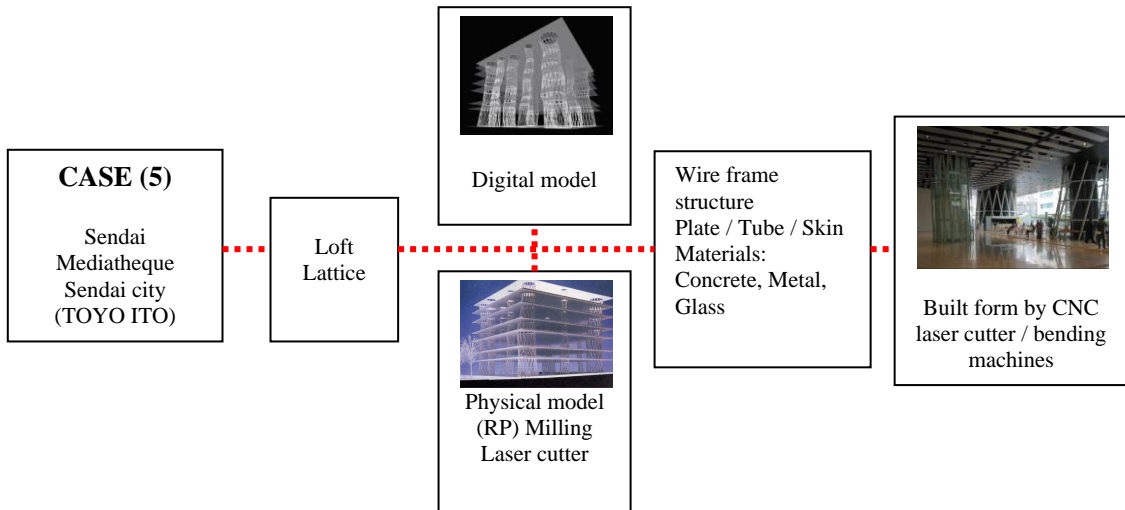 CASE (5)
Sendai
Mediatheque
Sendai city
(TOYO ITO)
Loft
Lattice
Digital model
Physical model
(RP) Milling
Laser cutter
Wire frame
structure
Plate / Tube / Skin
Materials:
Concrete, Metal,
Glass
Built form by CNC
laser cutter / bending
machines